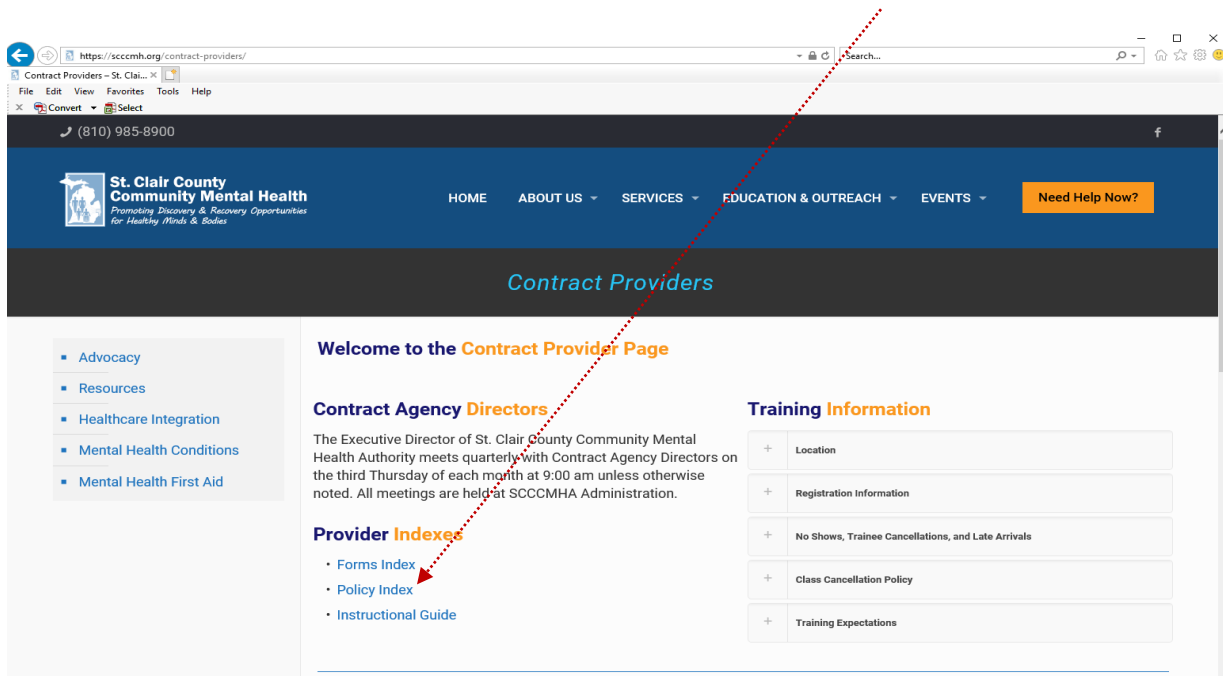 https://scccmh.org/contract-providers/
Search...
Contract Providers – St. Clai...
File Edit View Favorites Tools Help
Convert Select
(810) 985-8900
St. Clair County
Community Mental Health
Promoting Discovery & Recovery Opportunities
for Healthy Minds & Bodies
HOME ABOUT US SERVICES EDUCATION & OUTREACH EVENTS Need Help Now?
Contract Providers
Advocacy
Resources
Healthcare Integration
Mental Health Conditions
Mental Health First Aid
Welcome to the Contract Provider Page
Contract Agency Directors
The Executive Director of St. Clair County Community Mental
Health Authority meets quarterly with Contract Agency Directors on
the third Thursday of each month at 9:00 am unless otherwise
noted. All meetings are held at SCCCMHA Administration.
Provider Indexes
• Forms Index
• Policy Index
• Instructional Guide
Training Information
+ Location
+ Registration Information
+ No Shows, Trainee Cancellations, and Late Arrivals
+ Class Cancellation Policy
+ Training Expectations